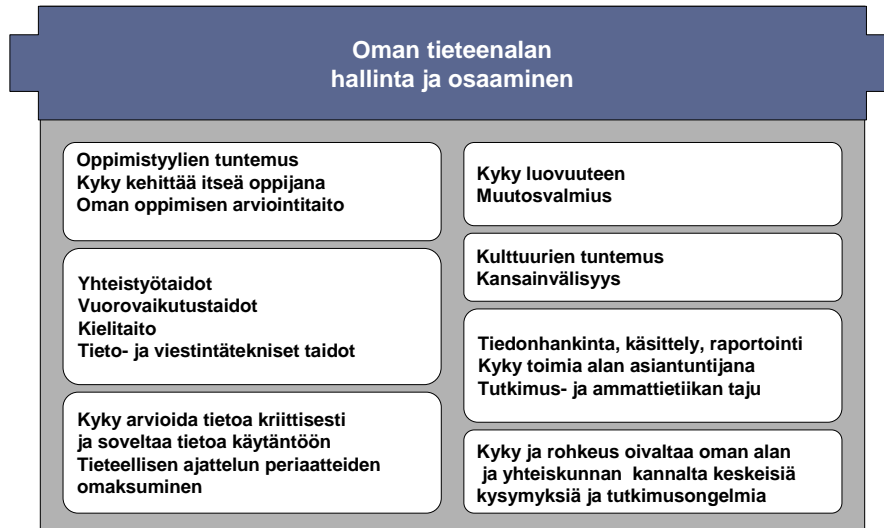 Oman tieteenalan
hallinta ja osaaminen
Oppimistyylien tuntemus
Kyky kehittää itseä oppijana
Oman oppimisen arviointitaito
Yhteistyötaidot
Vuorovaikutustaidot
Kielitaito
Tieto- ja viestintätekniset taidot
Kyky arvioida tietoa kriittisesti
ja soveltaa tietoa käytäntöön
Tieteellisen ajattelun periaatteiden
omaksuminen
Kyky luovuuteen
Muutosvalmius
Kulttuurien tuntemus
Kansainvälisyys
Tiedonhankinta, käsittely, raportointi
Kyky toimia alan asiantuntijana
Tutkimus- ja ammattietiikan taju
Kyky ja rohkeus oivaltaa oman alan
ja yhteiskunnan kannalta keskeisiä
kysymyksiä ja tutkimusongelmia